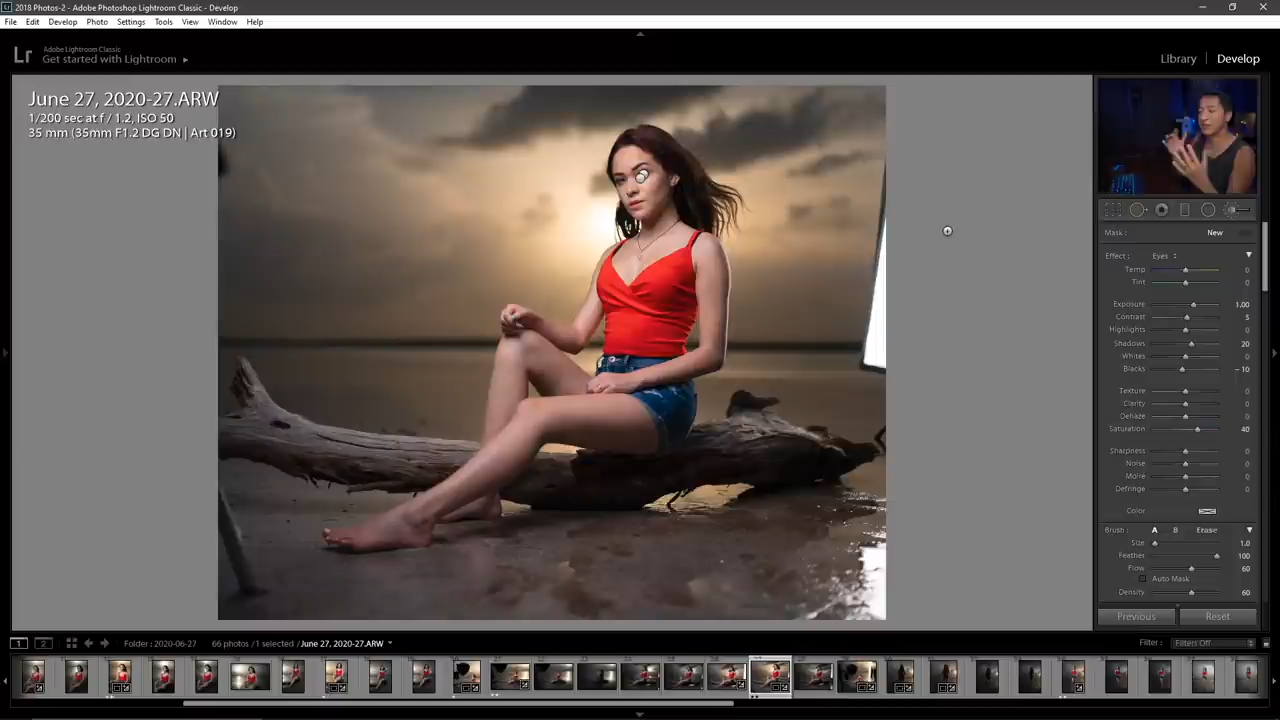 2018 Photos-2 - Adobe Photoshop Lightroom Classic - Develop
File Edit Develop Photo Settings Tools View Window Help
Lr Adobe Lightroom Classic
Get started with Lightroom
Library | Develop
June 27, 2020-27.ARW
1/200 sec at f / 1.2, ISO 50
35 mm (35mm F1.2 DG DN | Art 019)
Mask : New
Effect : Eyes
Temp 0
Tint 0
Exposure 1.00
Contrast 5
Highlights 0
Shadows 20
Whites 0
Blacks - 10
Texture 0
Clarity 0
Dehaze 0
Saturation 40
Sharpness 0
Noise 0
Moiré 0
Defringe 0
Color
Brush : A B Erase
Size 1.0
Feather 100
Flow 60
Auto Mask
Density 60
Previous Reset
1 2 Folder : 2020-06-27 66 photos / 1 selected / June 27, 2020-27.ARW Filter : Filters Off